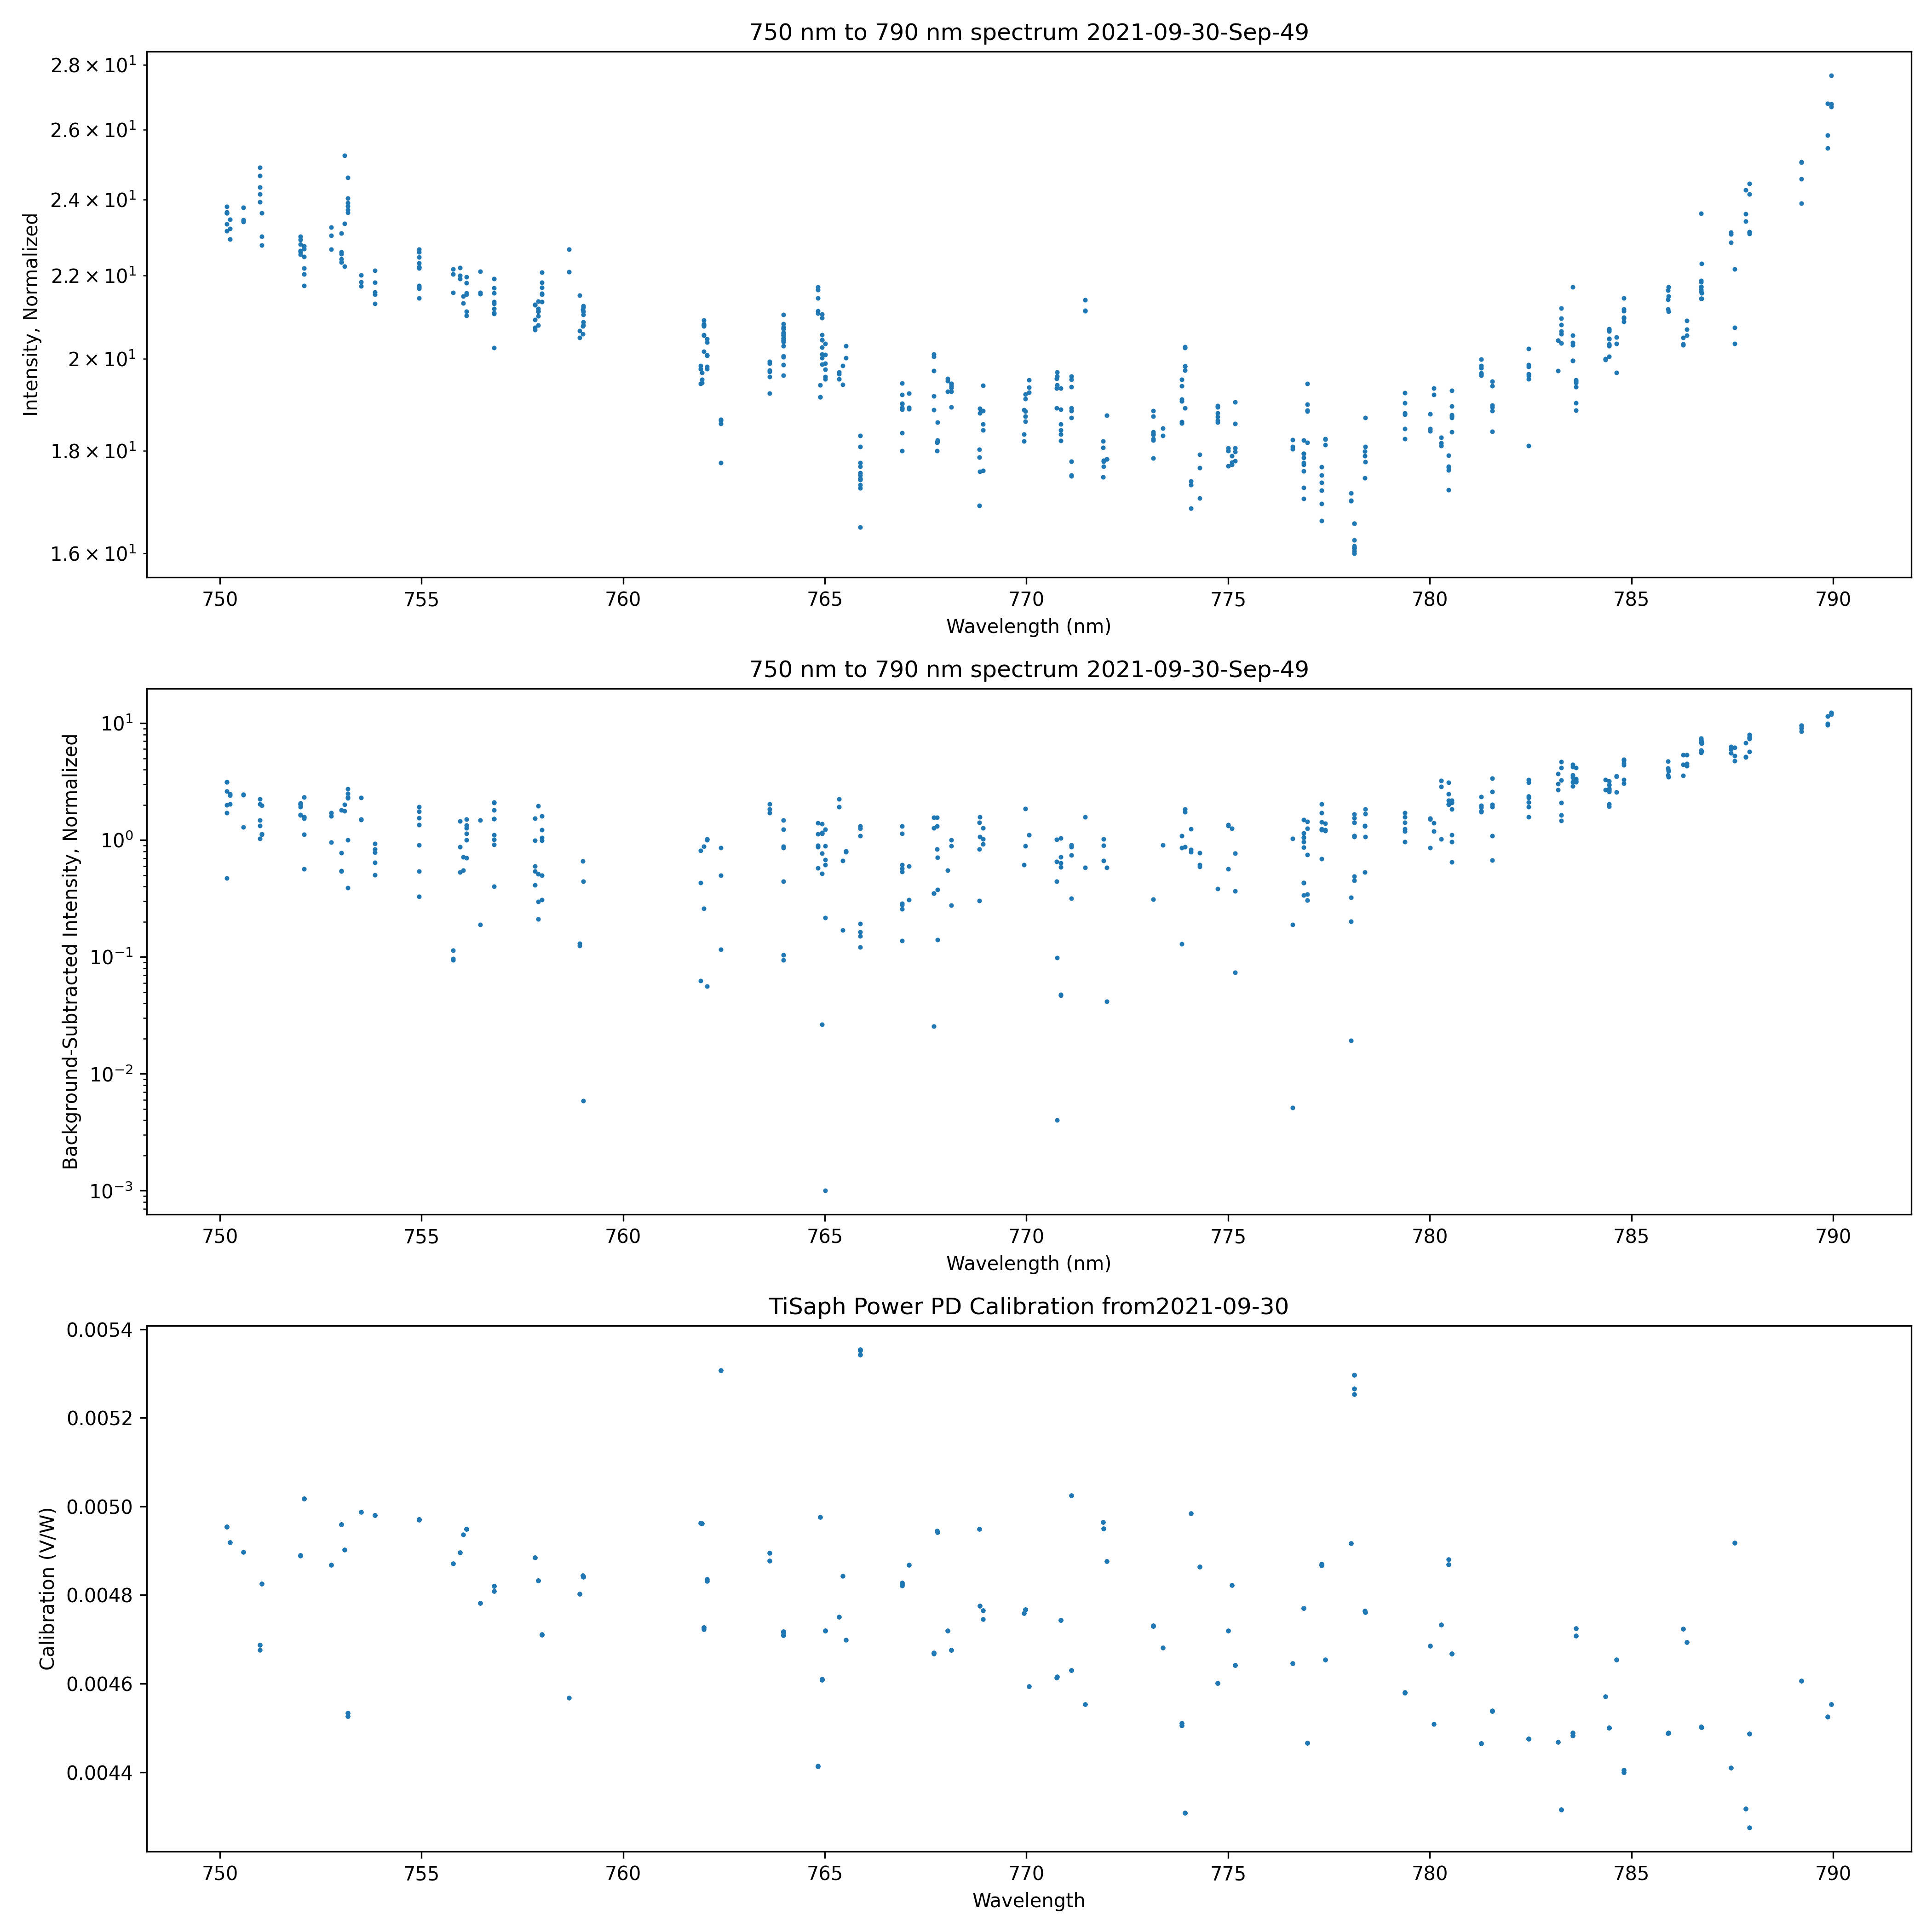 750 nm to 790 nm spectrum 2021-09-30-Sep-49
Intensity, Normalized
2.8 × 10¹
2.6 × 10¹
2.4 × 10¹
2.2 × 10¹
2 × 10¹
1.8 × 10¹
1.6 × 10¹
750 755 760 765 770 775 780 785 790
Wavelength (nm)
750 nm to 790 nm spectrum 2021-09-30-Sep-49
Background-Subtracted Intensity, Normalized
10¹
10⁰
10⁻¹
10⁻²
10⁻³
750 755 760 765 770 775 780 785 790
Wavelength (nm)
TiSaph Power PD Calibration from2021-09-30
Calibration (V/W)
0.0054
0.0052
0.0050
0.0048
0.0046
0.0044
750 755 760 765 770 775 780 785 790
Wavelength